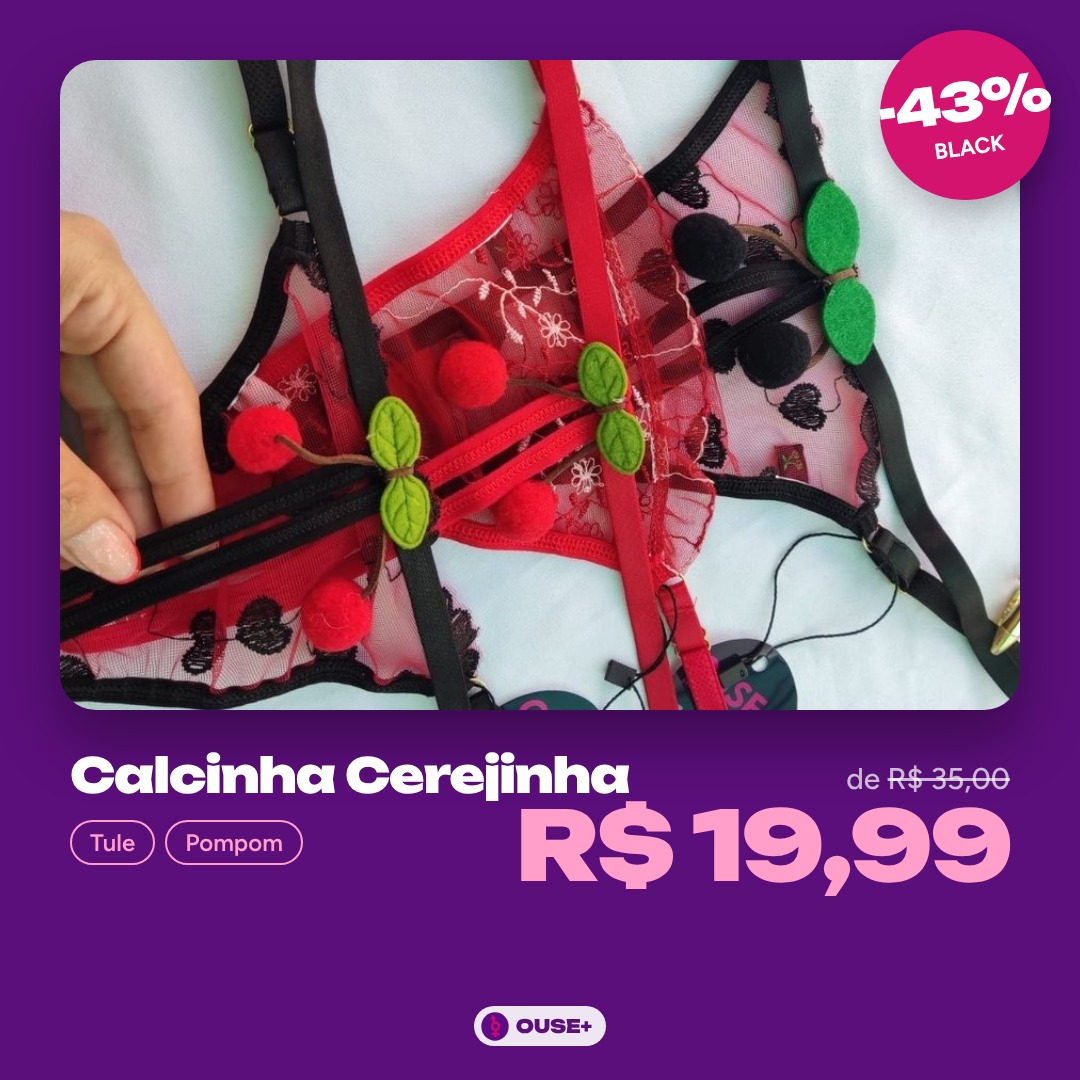 -43%
BLACK
Calcinha Cerejinha
de R$ 35,00
R$ 19,99
Tule
Pompom
OUSE+